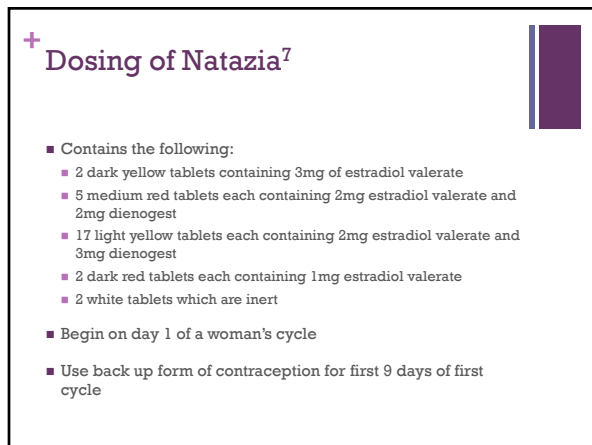 +
Dosing of Natazia7
■ Contains the following:
■ 2 dark yellow tablets containing 3mg of estradiol valerate
■ 5 medium red tablets each containing 2mg estradiol valerate and
2mg dienogest
■ 17 light yellow tablets each containing 2mg estradiol valerate and
3mg dienogest
■ 2 dark red tablets each containing 1mg estradiol valerate
■ 2 white tablets which are inert
■ Begin on day 1 of a woman's cycle
■ Use back up form of contraception for first 9 days of first
cycle